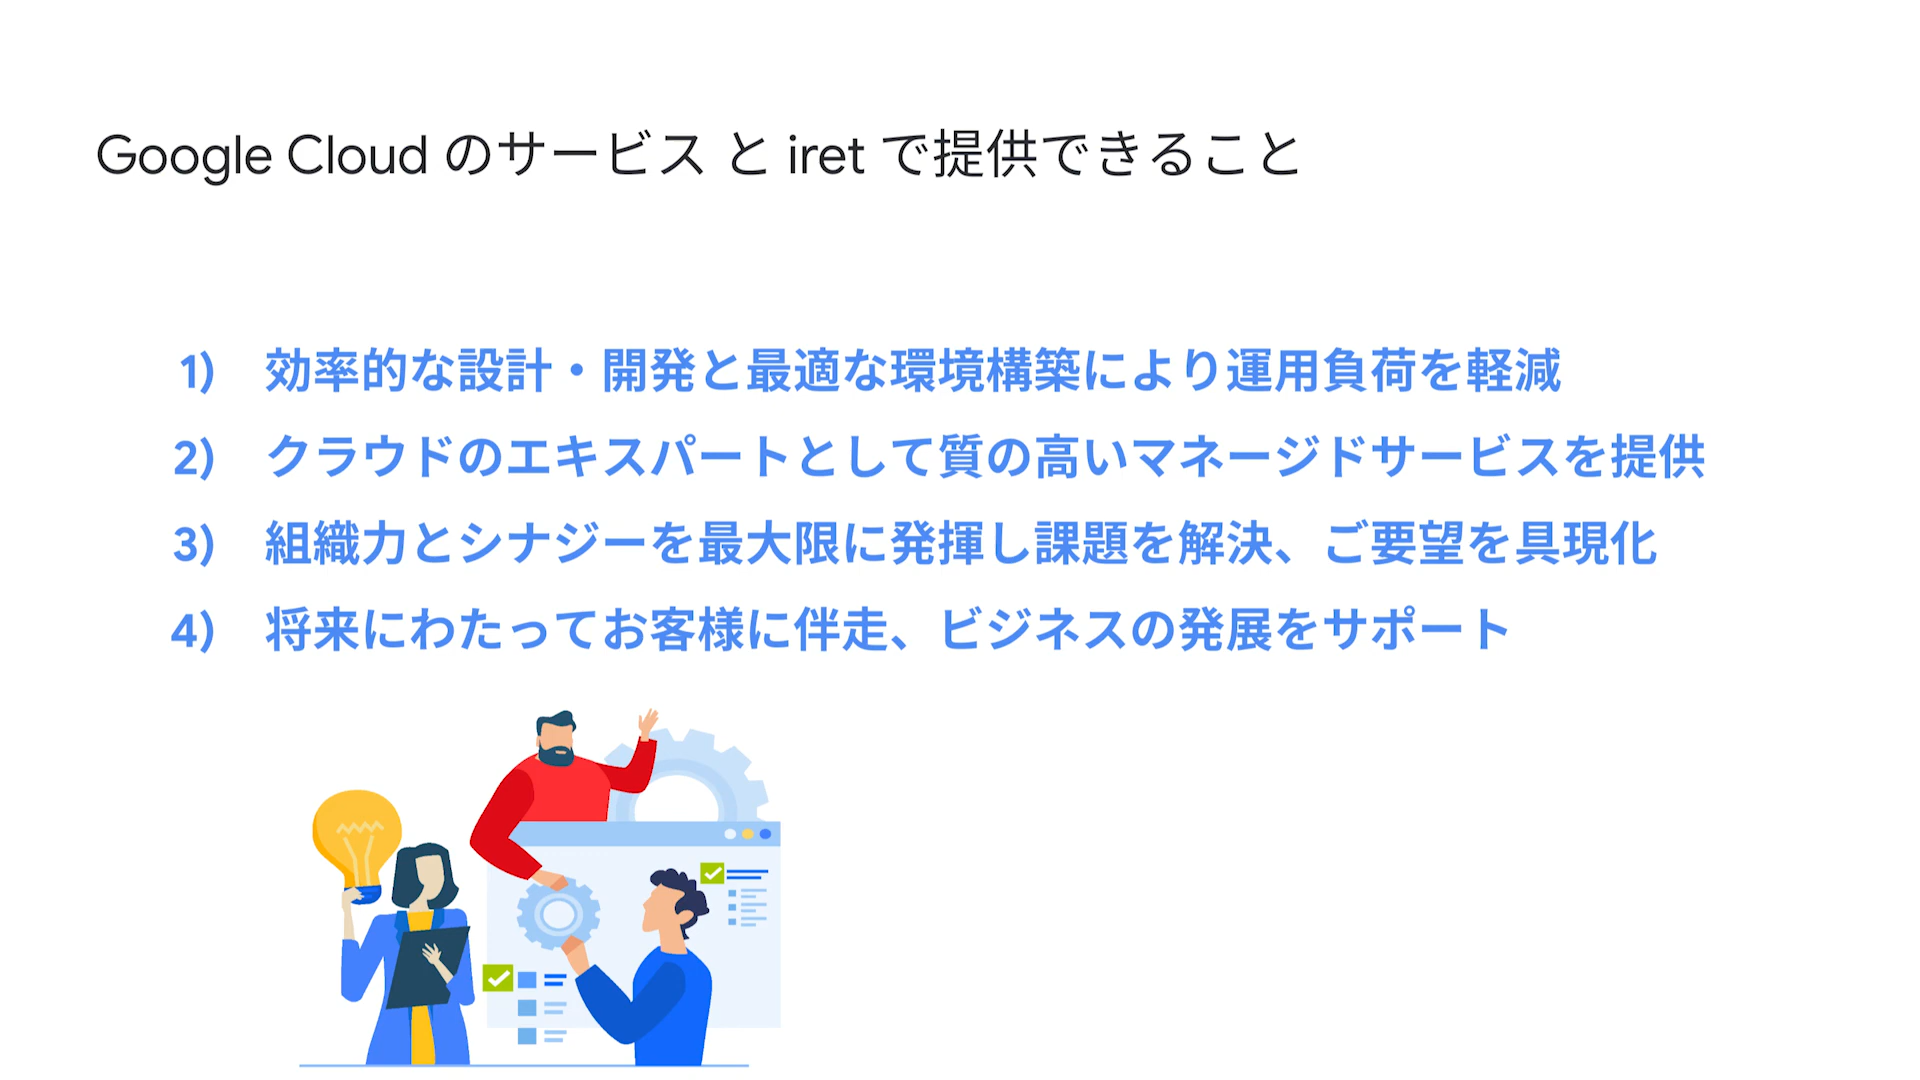 Google Cloud のサービス と iret で提供できること
1) 効率的な設計・開発と最適な環境構築により運用負荷を軽減
2) クラウドのエキスパートとして質の高いマネージドサービスを提供
3) 組織力とシナジーを最大限に発揮し課題を解決、ご要望を具現化
4) 将来にわたってお客様に伴走、ビジネスの発展をサポート